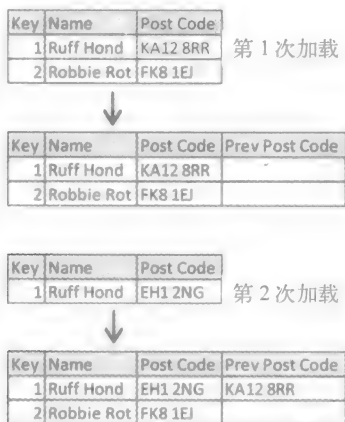 Key Name Post Code
1 Ruff Hond KA12 8RR 第1次加载
2 Robbie Rot FK8 1EJ
Key Name Post Code Prev Post Code
1 Ruff Hond KA12 8RR
2 Robbie Rot FK8 1EJ
Key Name Post Code
1 Ruff Hond EH1 2NG 第2次加载
Key Name Post Code Prev Post Code
1 Ruff Hond EH1 2NG KA12 8RR
2 Robbie Rot FK8 1EJ